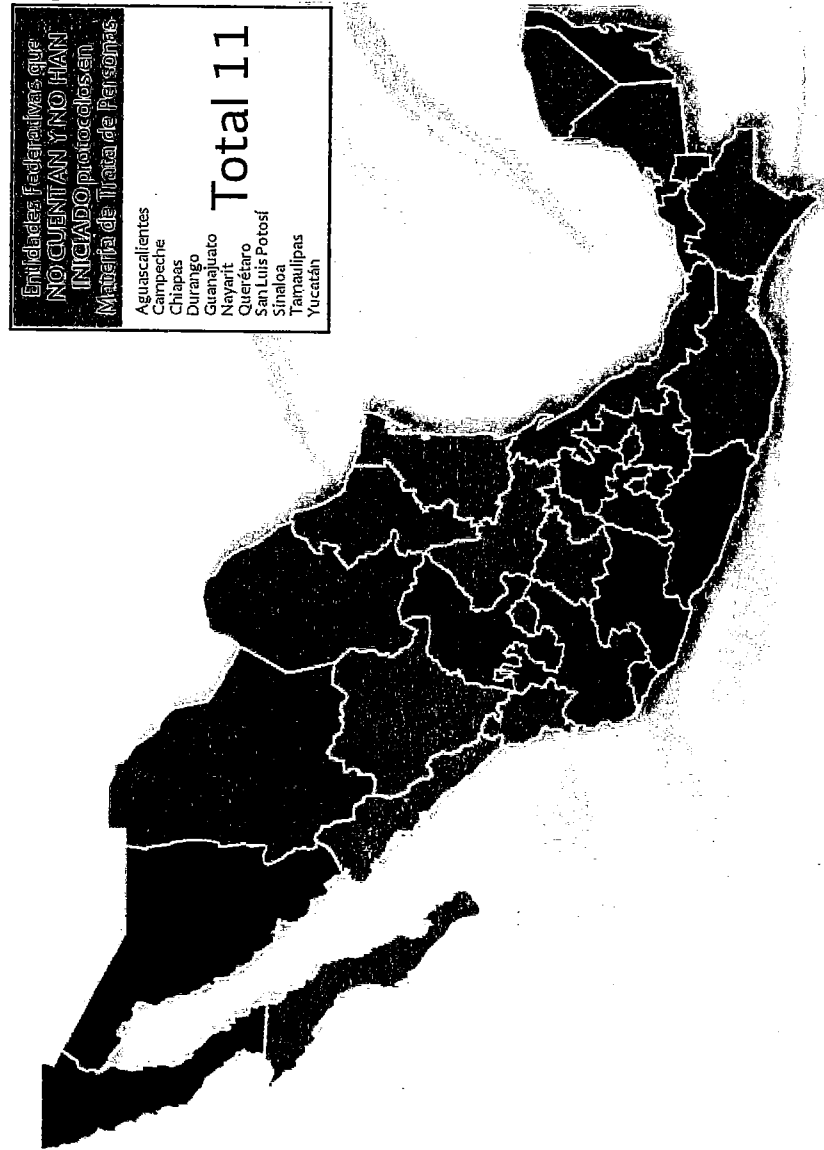 Entidades Federativas que
NO CUENTAN Y NO HAN
INICIADO protocolos en
Materia de Trata de Personas
Aguascalientes
Campeche
Chiapas
Durango
Guanajuato
Nayarit
Querétaro
San Luis Potosí
Sinaloa
Tamaulipas
Yucatán
Total 11